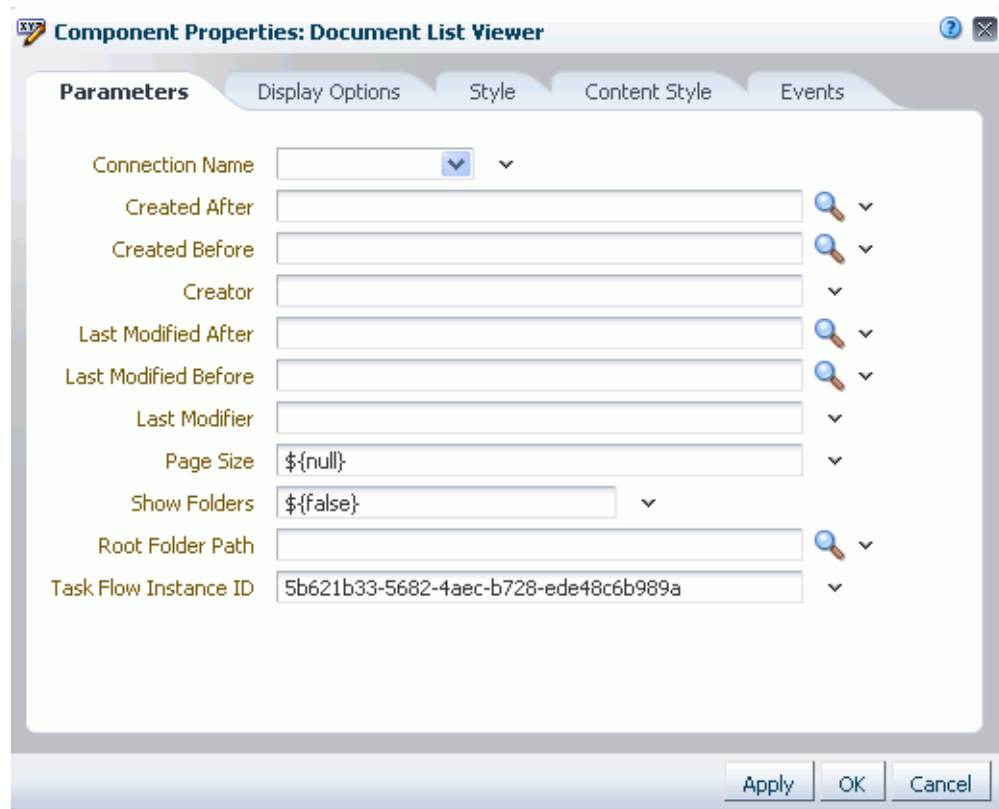 Component Properties: Document List Viewer
Parameters Display Options Style Content Style Events
Connection Name
Created After
Created Before
Creator
Last Modified After
Last Modified Before
Last Modifier
Page Size ${null}
Show Folders ${false}
Root Folder Path
Task Flow Instance ID 5b621b33-5682-4aec-b728-ede48c6b989a
Apply OK Cancel